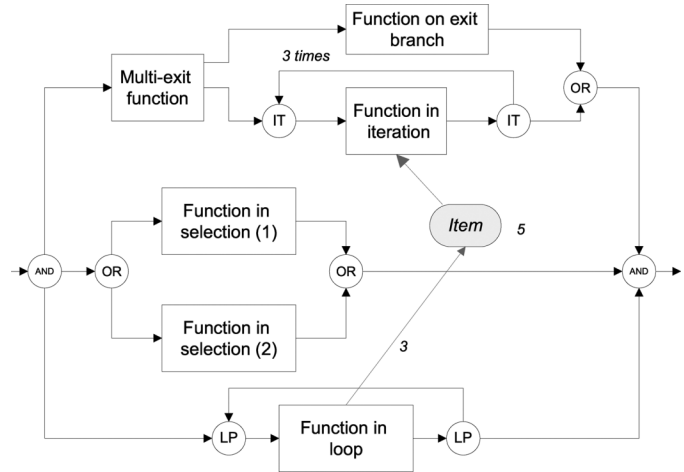 Function on exit
branch
3 times
Multi-exit
function
OR
IT
Function in
iteration
IT
Function in
selection (1)
Item
5
AND
OR
OR
AND
Function in
selection (2)
3
LP
Function in
loop
LP